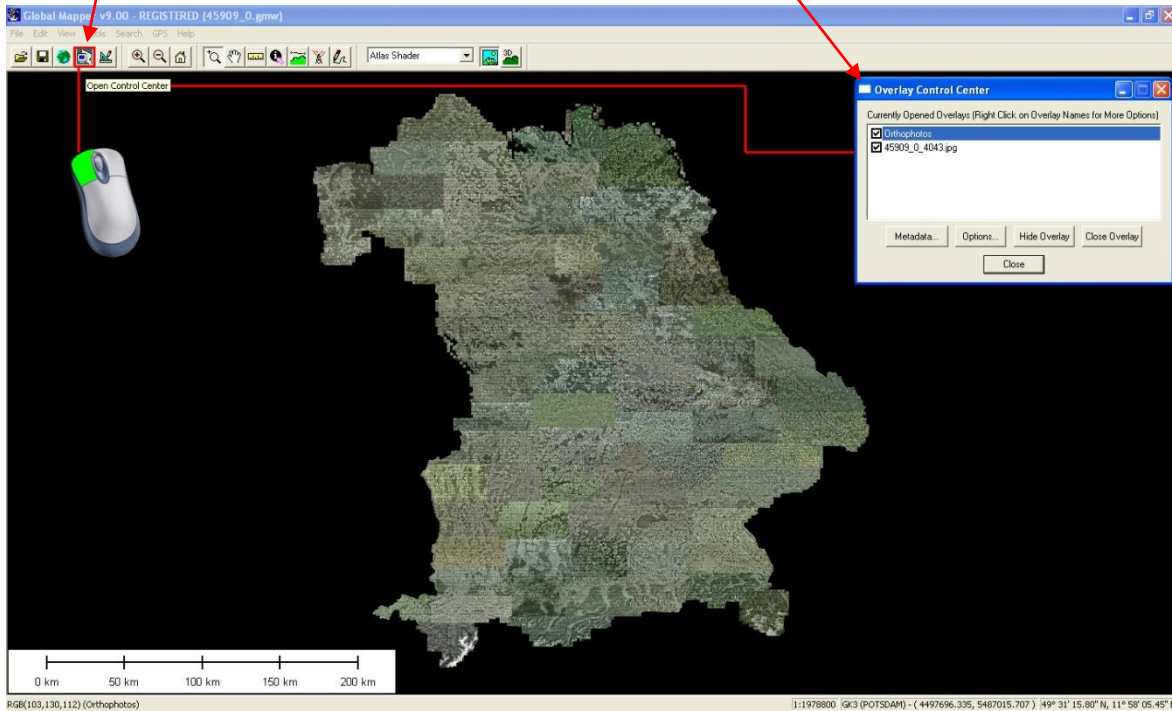 Global Mapper v9.00 - REGISTERED (45909_0.gmw)
File Edit View Tools Search GPS Help
Atlas Shader
3D
Open Control Center
Overlay Control Center
Currently Opened Overlays (Right Click on Overlay Names for More Options)
Orthophotos
45909_0_4043.jpg
Metadata... Options... Hide Overlay Close Overlay
Close
0 km 50 km 100 km 150 km 200 km
RGB(103,130,112) (Orthophotos) 1:1978800 GK3 (POTSDAM) - ( 4497696.335, 5487015.707 ) 49° 31' 15.80" N, 11° 58' 05.45"